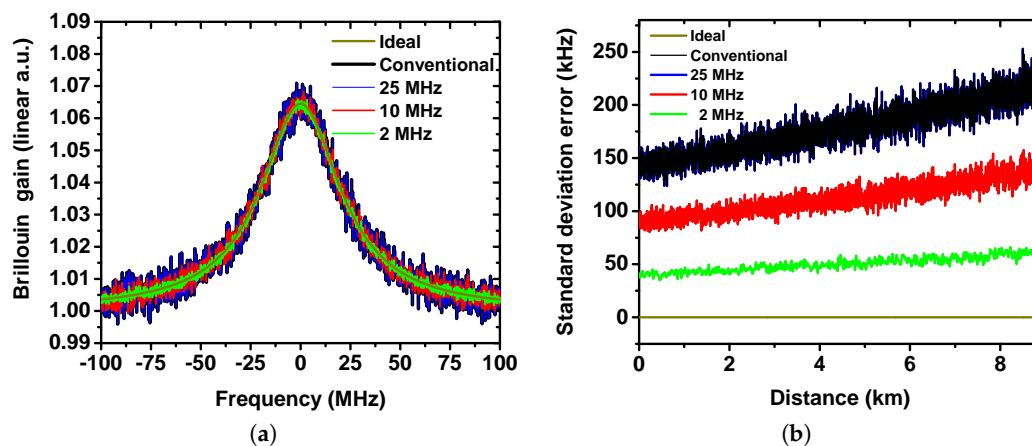 1.09
1.08
1.07
1.06
1.05
1.04
1.03
1.02
1.01
1.00
0.99
Brillouin gain (linear a.u.)
Ideal
Conventional
25 MHz
10 MHz
2 MHz
-100 -75 -50 -25 0 25 50 75 100
Frequency (MHz)
(a)
250
200
150
100
50
0
Standard deviation error (kHz)
Ideal
Conventional
25 MHz
10 MHz
2 MHz
0 2 4 6 8
Distance (km)
(b)